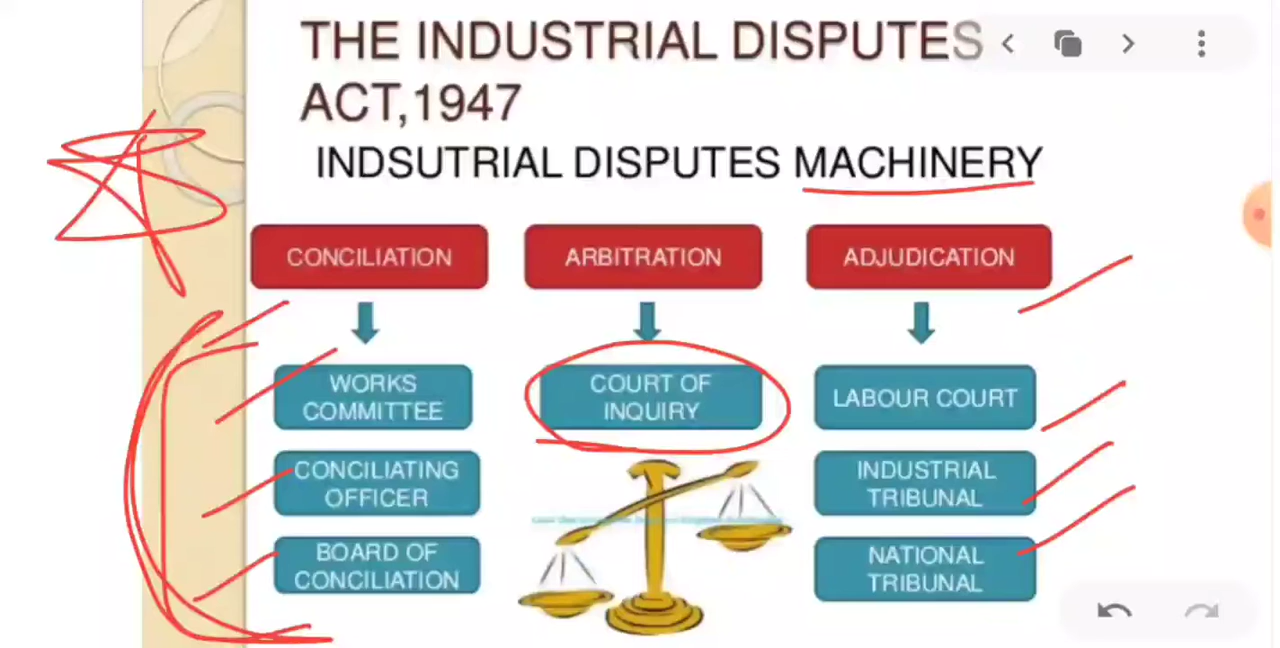 THE INDUSTRIAL DISPUTES
ACT,1947
INDSUTRIAL DISPUTES MACHINERY
CONCILIATION
ARBITRATION
ADJUDICATION
WORKS
COMMITTEE
COURT OF
INQUIRY
LABOUR COURT
CONCILIATING
OFFICER
INDUSTRIAL
TRIBUNAL
BOARD OF
CONCILIATION
NATIONAL
TRIBUNAL